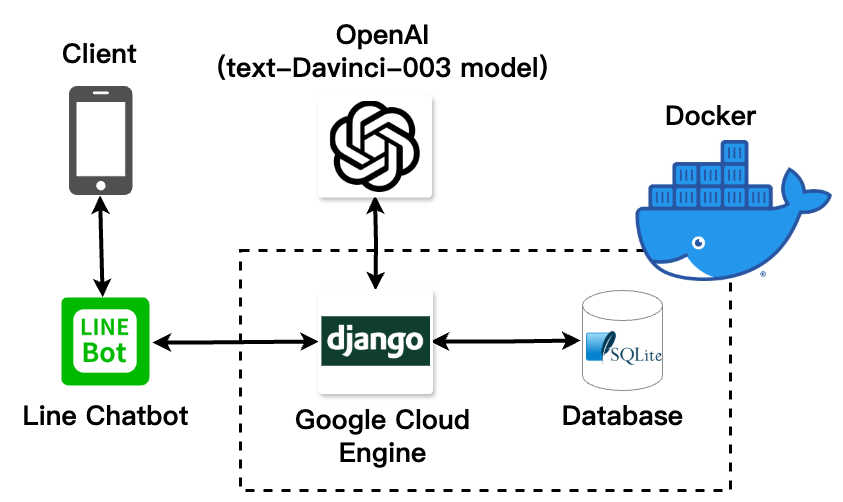 OpenAI
(text-Davinci-003 model)
Client
Docker
LINE
Bot
django
SQLite
Line Chatbot
Google Cloud
Engine
Database
®